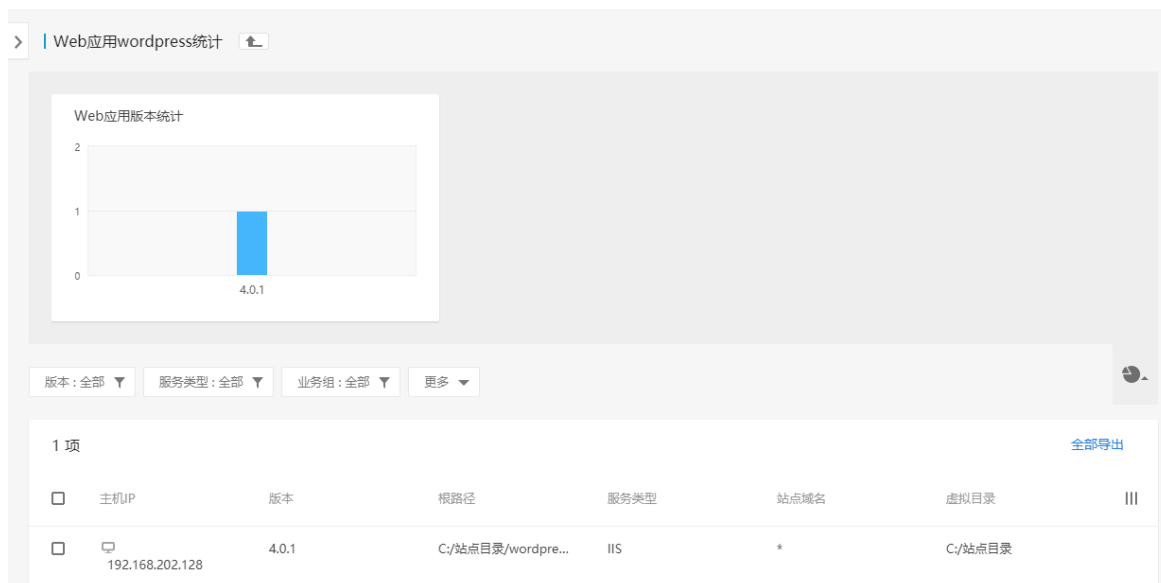 Web应用wordpress统计
Web应用版本统计
2
1
0
4.0.1
版本 : 全部 服务类型 : 全部 业务组 : 全部 更多
1 项 全部导出
主机IP 版本 根路径 服务类型 站点域名 虚拟目录
192.168.202.128 4.0.1 C:/站点目录/wordpre... IIS * C:/站点目录